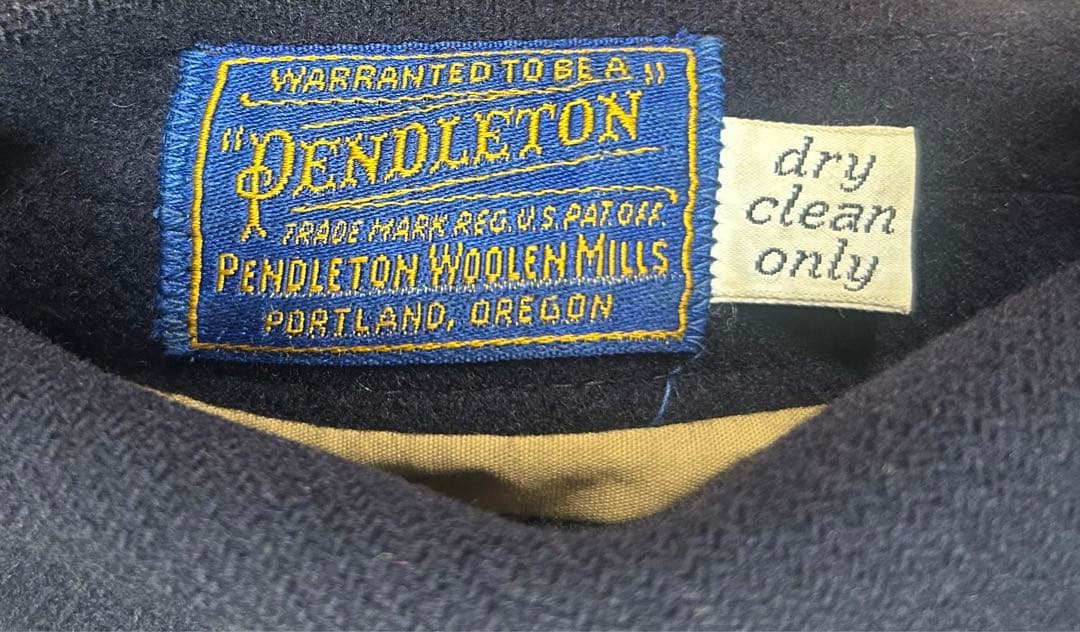 WARRANTED TO BE A
"PENDLETON"
TRADE MARK REG. U.S. PAT. OFF.
PENDLETON WOOLEN MILLS
PORTLAND, OREGON
dry
clean
only